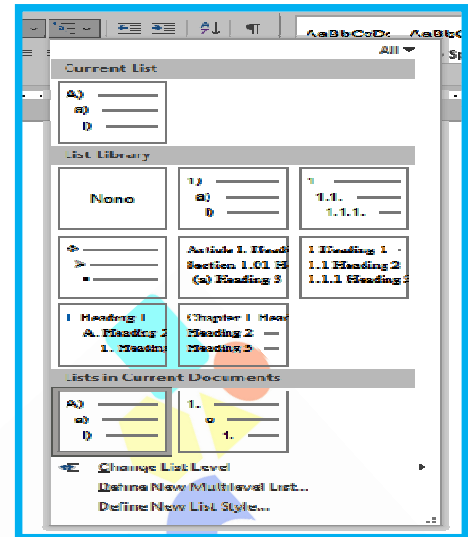 AaBbCcDc AaBbC
All
Current List
A)
a)
i)
List Library
None
1)
a)
i)
1
1.1.
1.1.1.
Article I. Headi
Section 1.01 H
(a) Heading 3
1 Heading 1
1.1 Heading 2
1.1.1 Heading 3
I. Heading 1
A. Heading 2
1. Heading
Chapter 1 Head
Heading 2
Heading 3
Lists in Current Documents
A)
a)
i)
1.
o
1.
Change List Level
Define New Multilevel List...
Define New List Style...